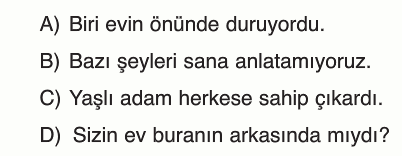 A) Biri evin önünde duruyordu.
B) Bazı şeyleri sana anlatamıyoruz.
C) Yaşlı adam herkese sahip çıkardı.
D) Sizin ev buranın arkasında mıydı?